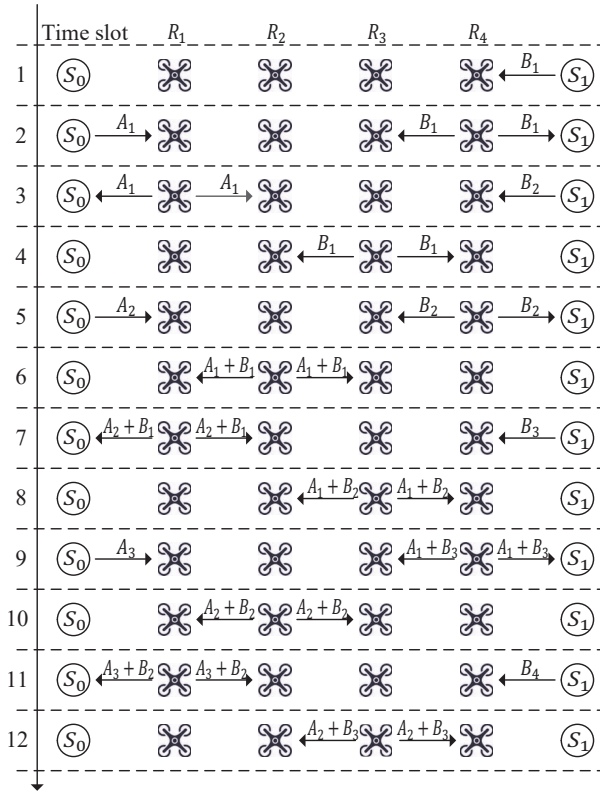 Time slot R₁ R₂ R₃ R₄
1 S₀ B₁ S₁
2 S₀ A₁ B₁ B₁ S₁
3 S₀ A₁ A₁ B₂ S₁
4 S₀ B₁ B₁ S₁
5 S₀ A₂ B₂ B₂ S₁
6 S₀ A₁ + B₁ A₁ + B₁ S₁
7 S₀ A₂ + B₁ A₂ + B₁ B₃ S₁
8 S₀ A₁ + B₂ A₁ + B₂ S₁
9 S₀ A₃ A₁ + B₃ A₁ + B₃ S₁
10 S₀ A₂ + B₂ A₂ + B₂ S₁
11 S₀ A₃ + B₂ A₃ + B₂ B₄ S₁
12 S₀ A₂ + B₃ A₂ + B₃ S₁